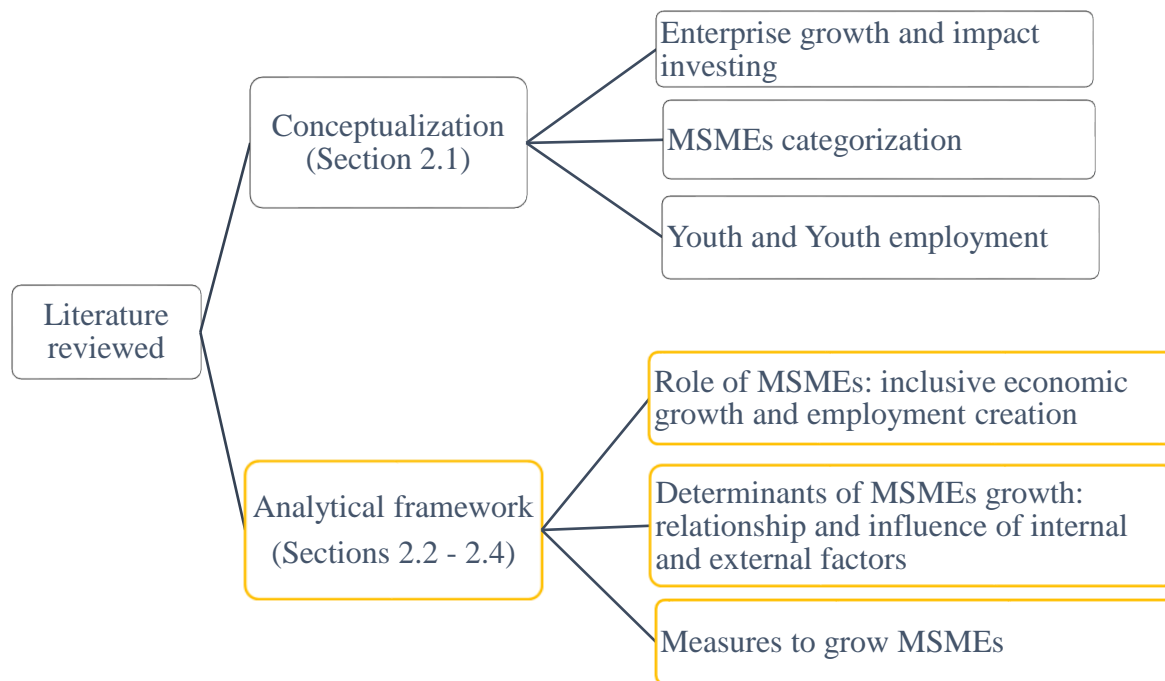 Literature
reviewed
Conceptualization
(Section 2.1)
Enterprise growth and impact
investing
MSMEs categorization
Youth and Youth employment
Analytical framework
(Sections 2.2 - 2.4)
Role of MSMEs: inclusive economic
growth and employment creation
Determinants of MSMEs growth:
relationship and influence of internal
and external factors
Measures to grow MSMEs